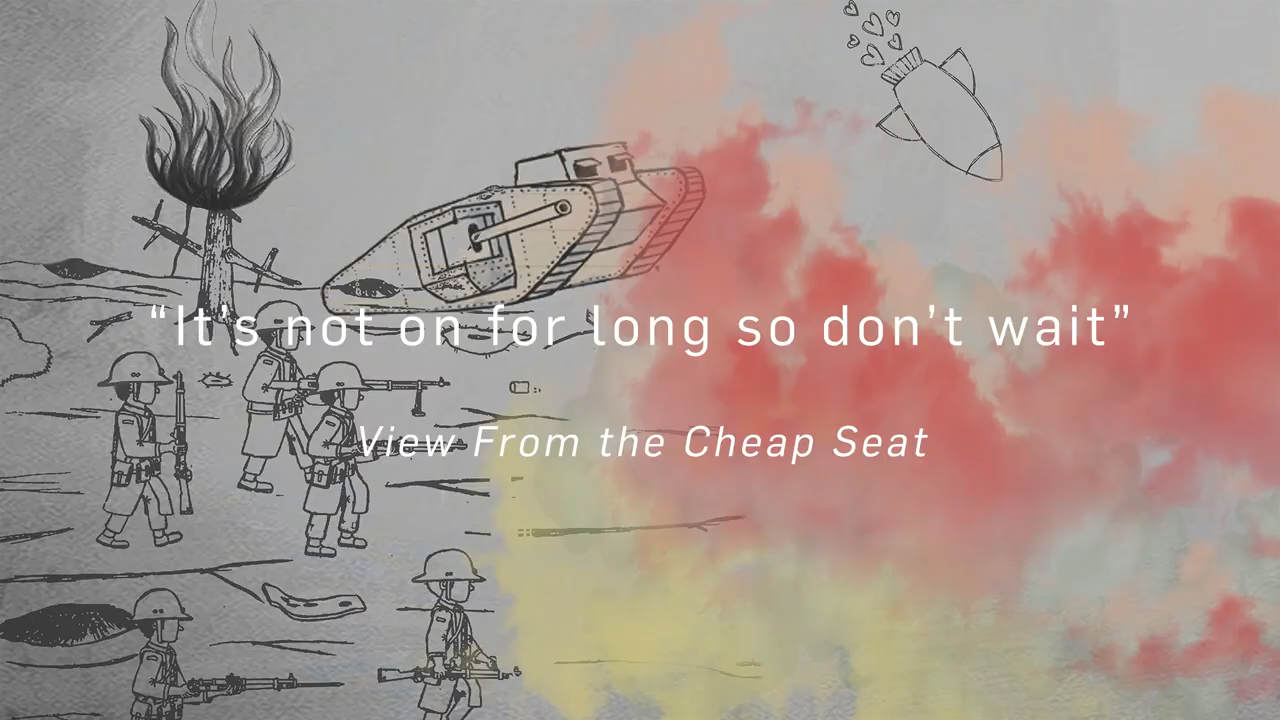 “It’s not on for long so don’t wait”
View From the Cheap Seat